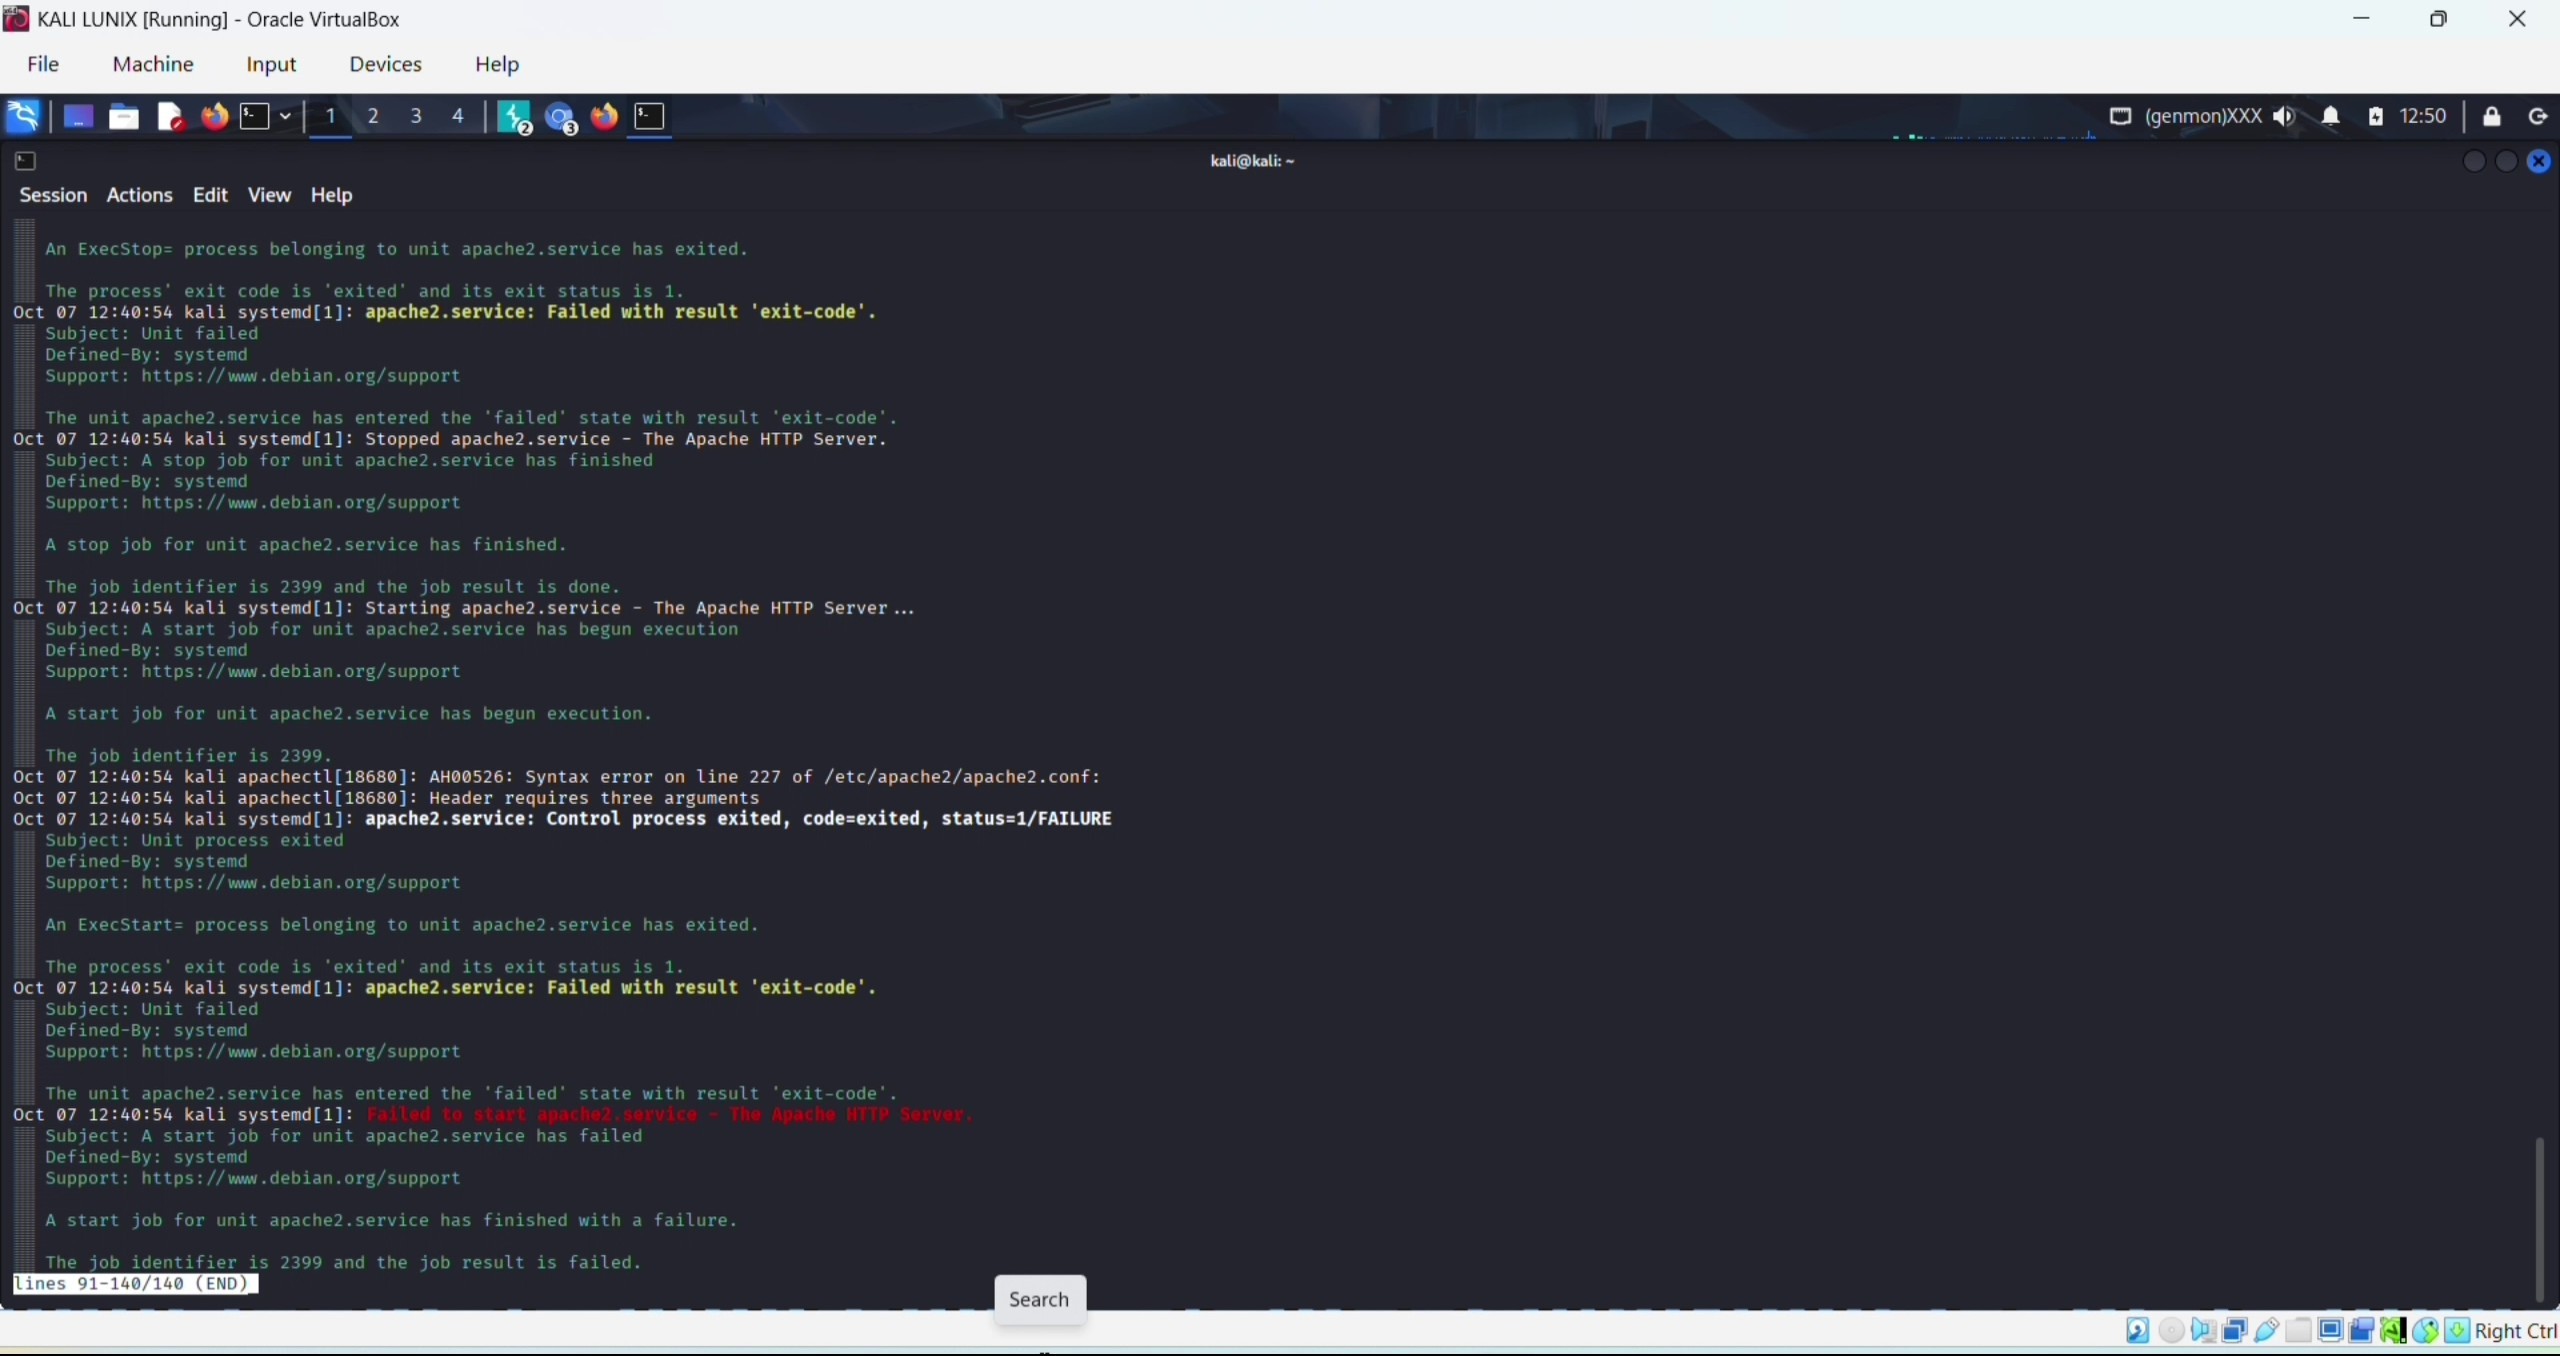 KALI LUNIX [Running] - Oracle VirtualBox
File Machine Input Devices Help
1 2 3 4 2 3 (genmon)XXX 12:50
kali@kali: ~
Session Actions Edit View Help
An ExecStop= process belonging to unit apache2.service has exited.
The process' exit code is 'exited' and its exit status is 1.
Oct 07 12:40:54 kali systemd[1]: apache2.service: Failed with result 'exit-code'.
Subject: Unit failed
Defined-By: systemd
Support: https://www.debian.org/support
The unit apache2.service has entered the 'failed' state with result 'exit-code'.
Oct 07 12:40:54 kali systemd[1]: Stopped apache2.service - The Apache HTTP Server.
Subject: A stop job for unit apache2.service has finished
Defined-By: systemd
Support: https://www.debian.org/support
A stop job for unit apache2.service has finished.
The job identifier is 2399 and the job result is done.
Oct 07 12:40:54 kali systemd[1]: Starting apache2.service - The Apache HTTP Server...
Subject: A start job for unit apache2.service has begun execution
Defined-By: systemd
Support: https://www.debian.org/support
A start job for unit apache2.service has begun execution.
The job identifier is 2399.
Oct 07 12:40:54 kali apachectl[18680]: AH00526: Syntax error on line 227 of /etc/apache2/apache2.conf:
Oct 07 12:40:54 kali apachectl[18680]: Header requires three arguments
Oct 07 12:40:54 kali systemd[1]: apache2.service: Control process exited, code=exited, status=1/FAILURE
Subject: Unit process exited
Defined-By: systemd
Support: https://www.debian.org/support
An ExecStart= process belonging to unit apache2.service has exited.
The process' exit code is 'exited' and its exit status is 1.
Oct 07 12:40:54 kali systemd[1]: apache2.service: Failed with result 'exit-code'.
Subject: Unit failed
Defined-By: systemd
Support: https://www.debian.org/support
The unit apache2.service has entered the 'failed' state with result 'exit-code'.
Oct 07 12:40:54 kali systemd[1]: Failed to start apache2.service - The Apache HTTP Server.
Subject: A start job for unit apache2.service has failed
Defined-By: systemd
Support: https://www.debian.org/support
A start job for unit apache2.service has finished with a failure.
The job identifier is 2399 and the job result is failed.
lines 91-140/140 (END)
Search
Right Ctrl